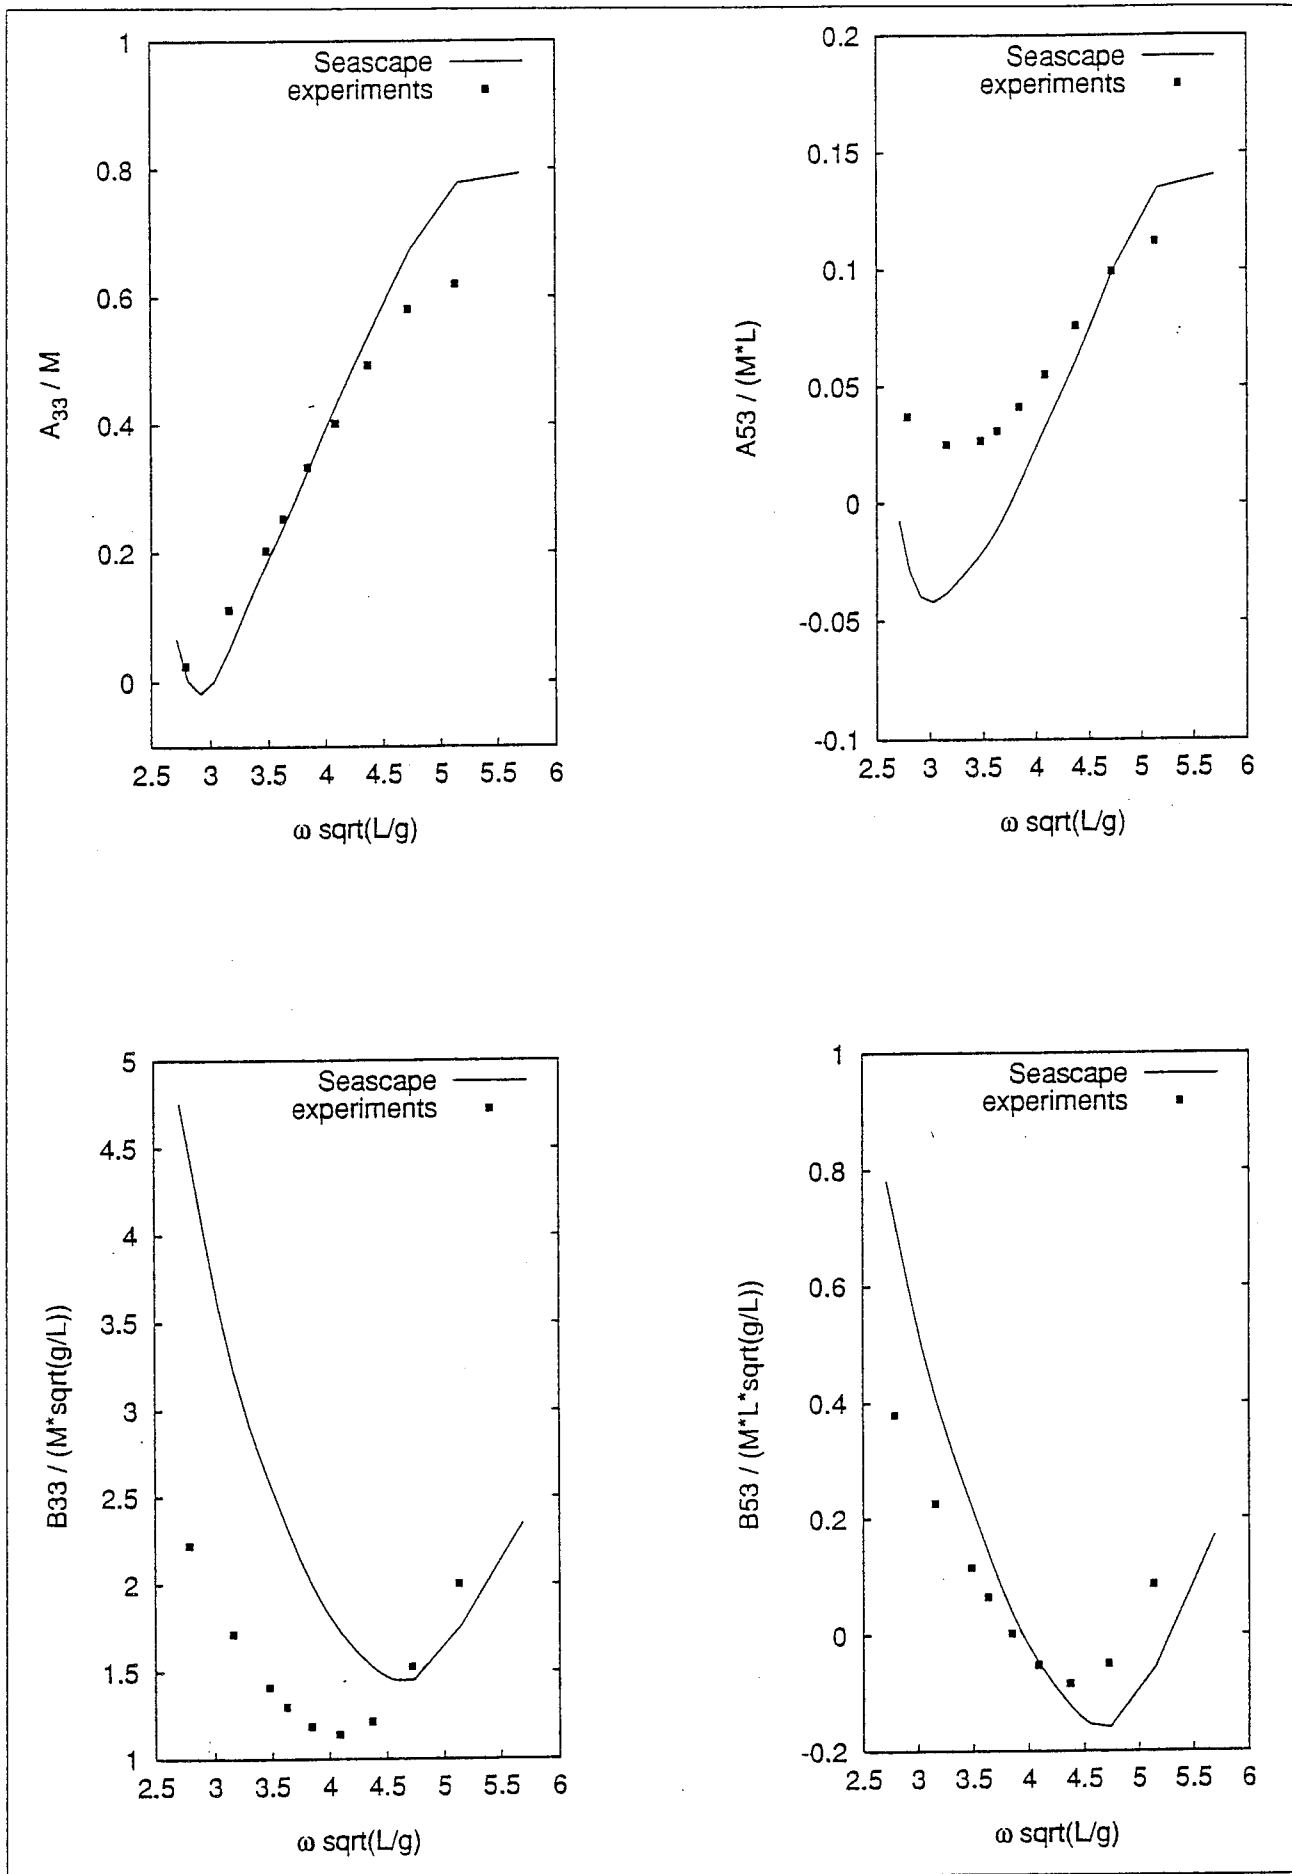 1
Seascape
experiments
0.8
0.6
0.4
0.2
0
A33 / M
2.5 3 3.5 4 4.5 5 5.5 6
ω sqrt(L/g)
0.2
Seascape
experiments
0.15
0.1
0.05
0
-0.05
-0.1
A53 / (M*L)
2.5 3 3.5 4 4.5 5 5.5 6
ω sqrt(L/g)
5
Seascape
experiments
4.5
4
3.5
3
2.5
2
1.5
1
B33 / (M*sqrt(g/L))
2.5 3 3.5 4 4.5 5 5.5 6
ω sqrt(L/g)
1
Seascape
experiments
0.8
0.6
0.4
0.2
0
-0.2
B53 / (M*L*sqrt(g/L))
2.5 3 3.5 4 4.5 5 5.5 6
ω sqrt(L/g)